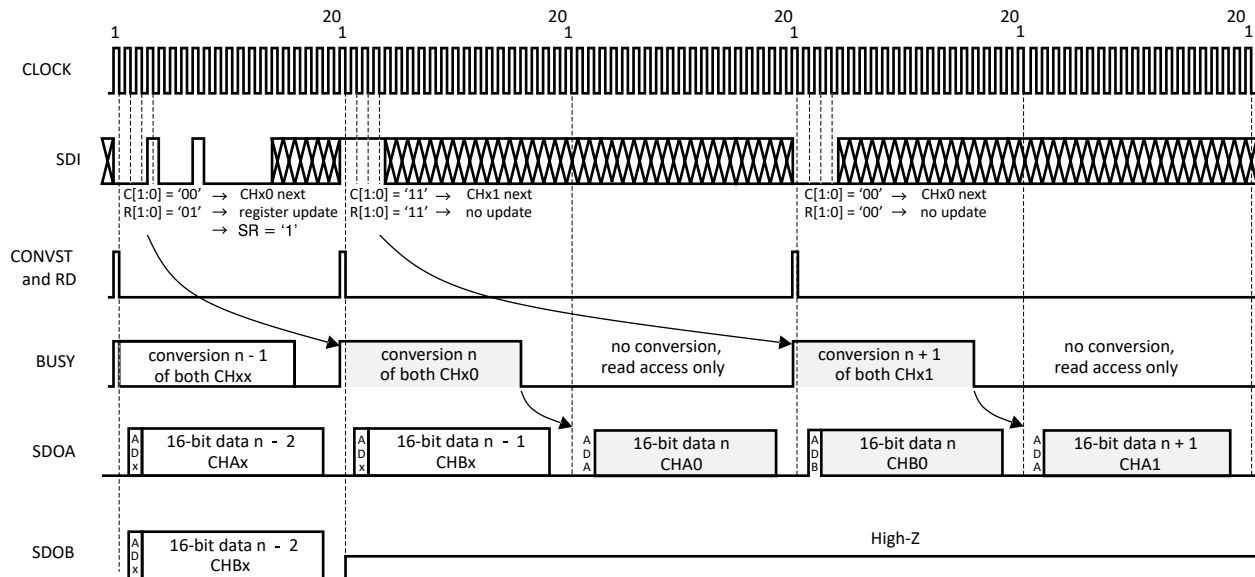 20 20 20 20 20
1 1 1 1 1 1
CLOCK
SDI
C[1:0] = ‘00’ → CHx0 next
R[1:0] = ‘01’ → register update
→ SR = ‘1’
C[1:0] = ‘11’ → CHx1 next
R[1:0] = ‘11’ → no update
C[1:0] = ‘00’ → CHx0 next
R[1:0] = ‘00’ → no update
CONVST
and RD
BUSY
conversion n - 1
of both CHxx
conversion n
of both CHx0
no conversion,
read access only
conversion n + 1
of both CHx1
no conversion,
read access only
SDOA
ADx
16-bit data n - 2
CHAx
ADx
16-bit data n - 1
CHBx
ADA
16-bit data n
CHA0
ADB
16-bit data n
CHB0
ADA
16-bit data n + 1
CHA1
SDOB
ADx
16-bit data n - 2
CHBx
High-Z